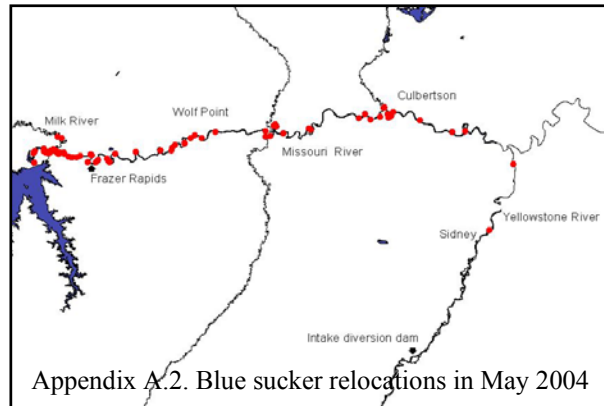 Culbertson
Wolf Point
Milk River
Missouri River
Frazer Rapids
Yellowstone River
Sidney
Intake diversion dam
Appendix A.2. Blue sucker relocations in May 2004